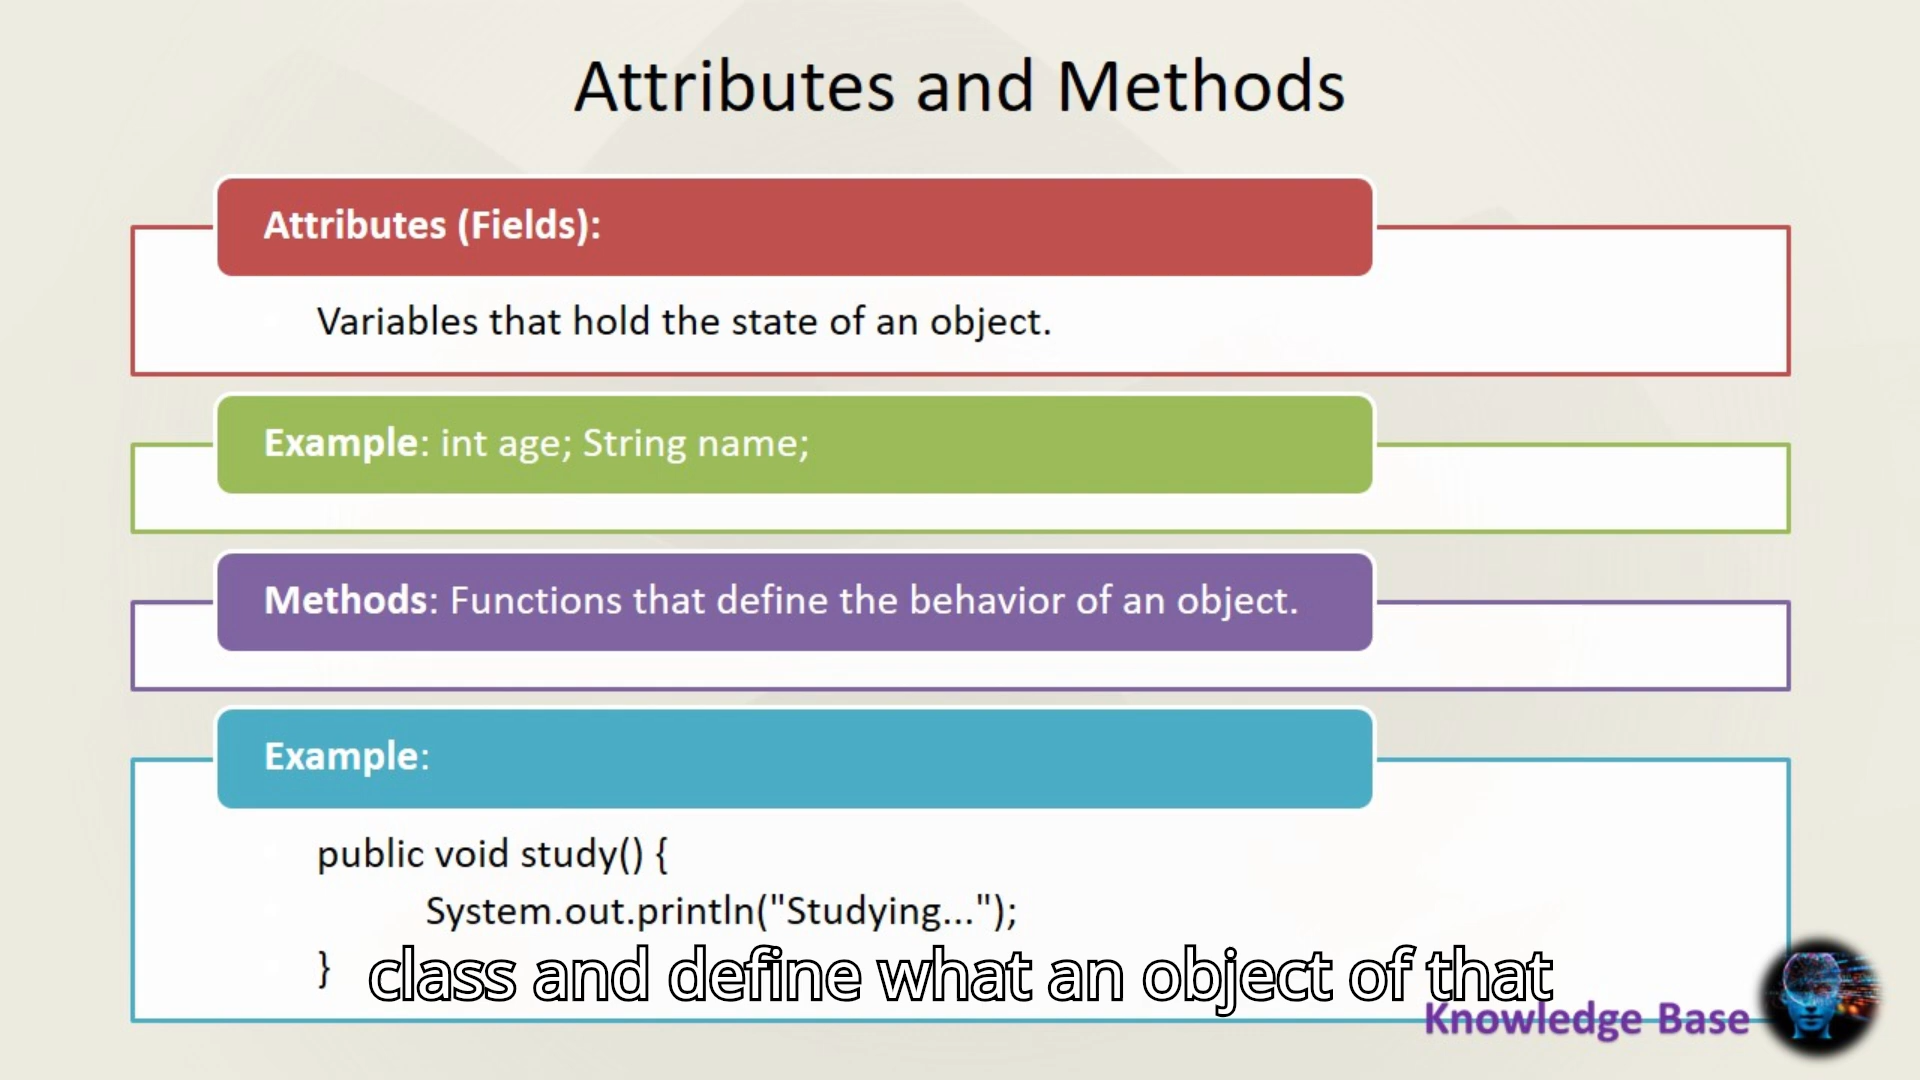 Attributes and Methods
Attributes (Fields):
Variables that hold the state of an object.
Example: int age; String name;
Methods: Functions that define the behavior of an object.
Example:
public void study() {
System.out.println("Studying...");
}
class and define what an object of that
Knowledge Base